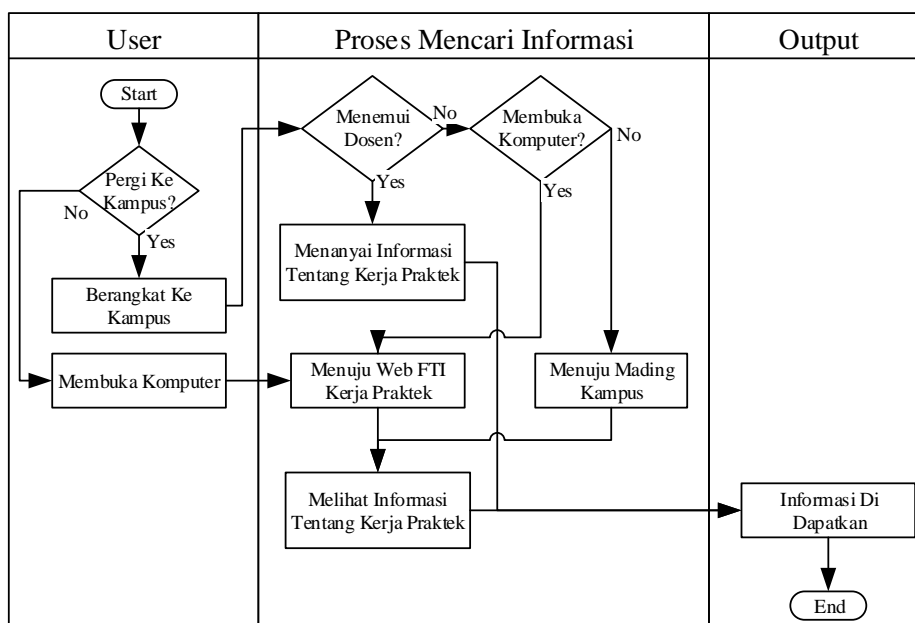 User
Proses Mencari Informasi
Output
Start
Pergi Ke
Kampus?
No
Yes
Berangkat Ke
Kampus
Membuka Komputer
Menemui
Dosen?
No
Yes
Membuka
Komputer?
No
Yes
Menanyai Informasi
Tentang Kerja Praktek
Menuju Web FTI
Kerja Praktek
Menuju Mading
Kampus
Melihat Informasi
Tentang Kerja Praktek
Informasi Di
Dapatkan
End